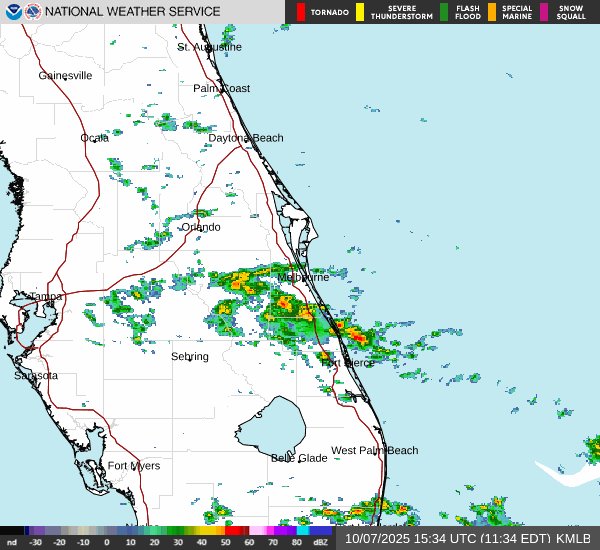 NATIONAL WEATHER SERVICE
TORNADO
SEVERE THUNDERSTORM
FLASH FLOOD
SPECIAL MARINE
SNOW SQUALL
St. Augustine
Gainesville
Palm Coast
Ocala
Daytona Beach
Orlando
Melbourne
Tampa
Sebring
Fort Pierce
Sarasota
West Palm Beach
Belle Glade
Fort Myers
nd -30 -20 -10 0 10 20 30 40 50 60 70 80 dBZ
10/07/2025 15:34 UTC (11:34 EDT) KMLB